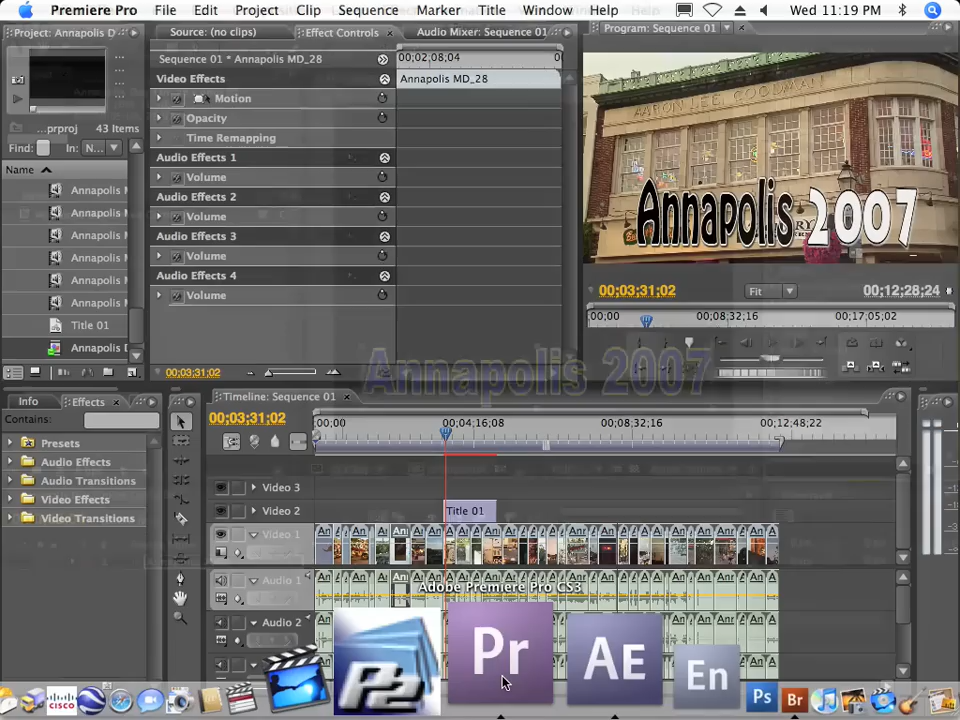 Premiere Pro File Edit Project Clip Sequence Marker Title Window Help Wed 11:19 PM
Project: Annapolis D
Source: (no clips) Effect Controls Audio Mixer: Sequence 01
Program: Sequence 01
Sequence 01 * Annapolis MD_28
00;02;08;04
Video Effects
Annapolis MD_28
Motion
Opacity
Time Remapping
Audio Effects 1
Volume
Audio Effects 2
Volume
Audio Effects 3
Volume
Audio Effects 4
Volume
00;03;31;02
...prproj 43 Items
Find: In: N...
Name
Annapolis M
Annapolis M
Annapolis M
Annapolis M
Annapolis M
Annapolis M
Title 01
Annapolis D
AARON LEE GOODMAN
Annapolis 2007
00;03;31;02 Fit 00;12;28;24
00;00 00;08;32;16 00;17;05;02
Annapolis 2007
Info Effects
Contains:
Presets
Audio Effects
Audio Transitions
Video Effects
Video Transitions
Timeline: Sequence 01
00;03;31;02
00;00 00;04;16;08 00;08;32;16 00;12;48;22
Video 3
Video 2 Title 01
Video 1
Audio 1
Audio 2
Adobe Premiere Pro CS3
cisco P2 Pr AE En Ps Br